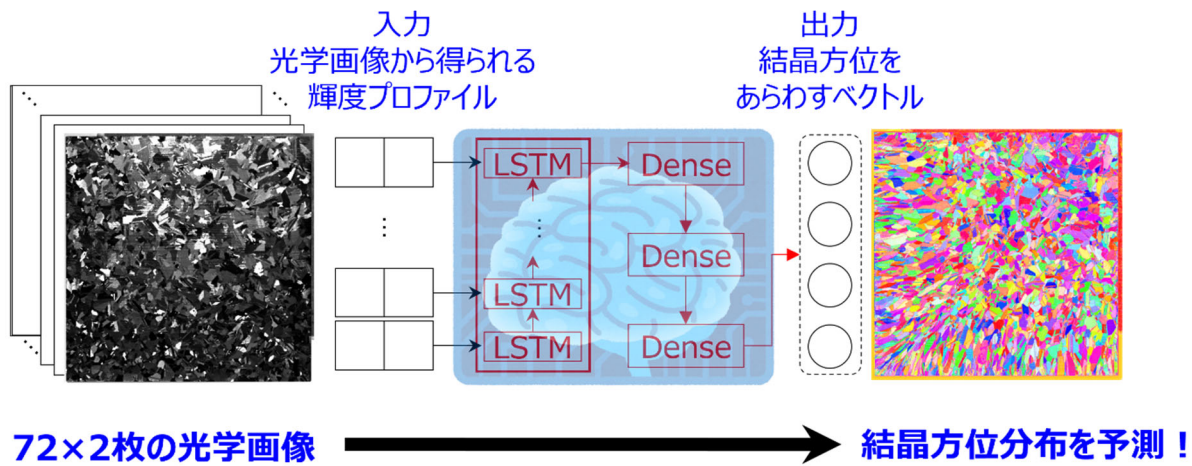 入力
光学画像から得られる
輝度プロファイル
出力
結晶方位を
あらわすベクトル
LSTM
LSTM
LSTM
Dense
Dense
Dense
72×2枚の光学画像
結晶方位分布を予測！